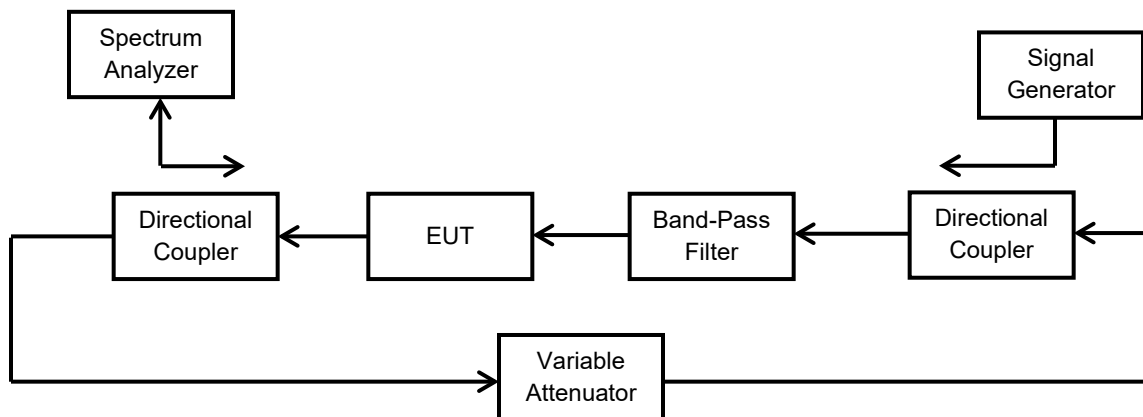 Spectrum
Analyzer
Signal
Generator
Directional
Coupler
EUT
Band-Pass
Filter
Directional
Coupler
Variable
Attenuator